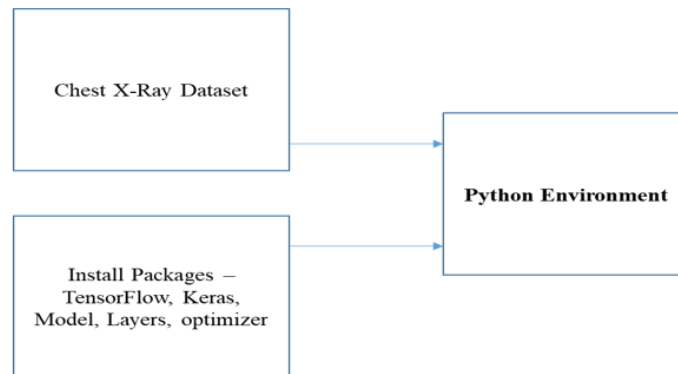 Chest X-Ray Dataset
Python Environment
Install Packages –
TensorFlow, Keras,
Model, Layers, optimizer